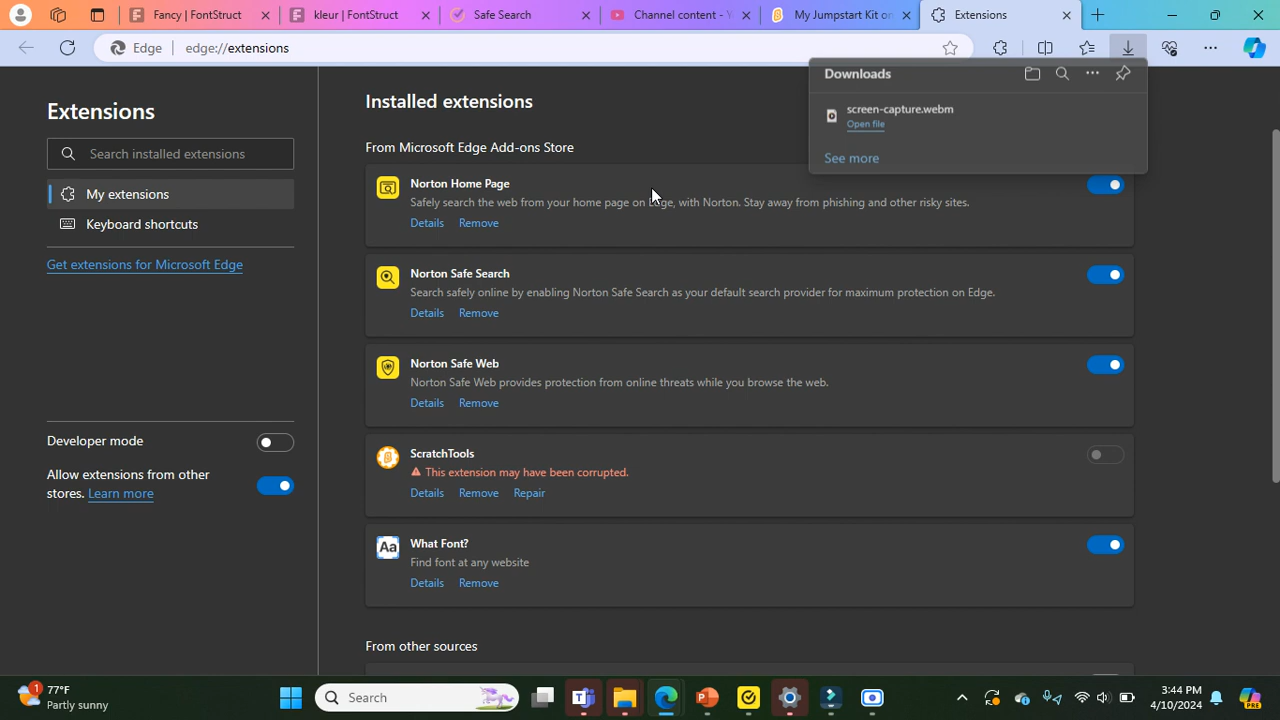 Fancy | FontStruct
kleur | FontStruct
Safe Search
Channel content - Y
My Jumpstart Kit on
Extensions
Edge
edge://extensions
Extensions
Search installed extensions
My extensions
Keyboard shortcuts
Get extensions for Microsoft Edge
Developer mode
Allow extensions from other
stores. Learn more
Installed extensions
From Microsoft Edge Add-ons Store
Norton Home Page
Safely search the web from your home page on Edge, with Norton. Stay away from phishing and other risky sites.
Details Remove
Norton Safe Search
Search safely online by enabling Norton Safe Search as your default search provider for maximum protection on Edge.
Details Remove
Norton Safe Web
Norton Safe Web provides protection from online threats while you browse the web.
Details Remove
ScratchTools
This extension may have been corrupted.
Details Remove Repair
Aa
What Font?
Find font at any website
Details Remove
From other sources
Downloads
screen-capture.webm
Open file
See more
1
77°F
Partly sunny
Search
3:44 PM
4/10/2024
PRE